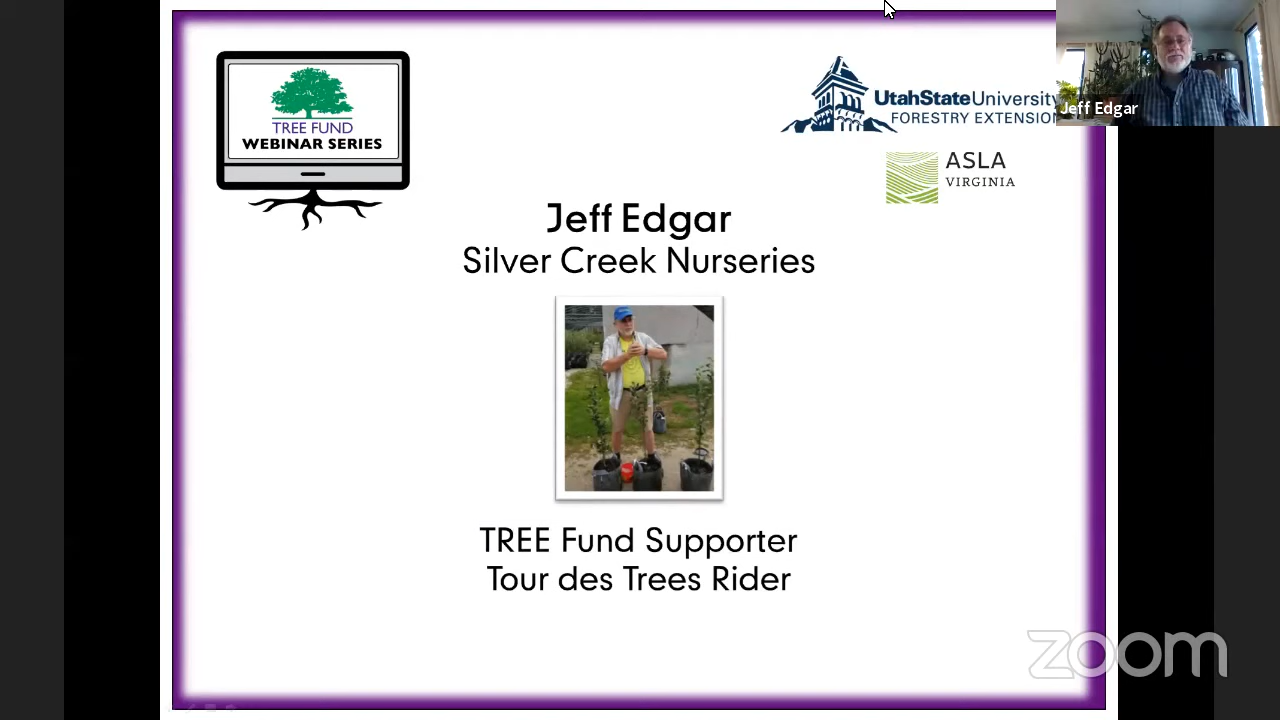 TREE FUND
WEBINAR SERIES
UtahStateUniversity
FORESTRY EXTENSION
Jeff Edgar
ASLA
VIRGINIA
Jeff Edgar
Silver Creek Nurseries
TREE Fund Supporter
Tour des Trees Rider
zoom